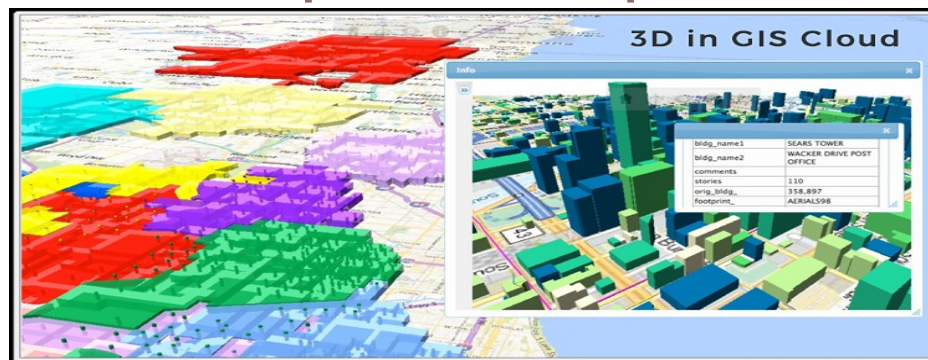 3D in GIS Cloud
Info
bldg_name1 SEARS TOWER
bldg_name2 WACKER DRIVE POST
OFFICE
comments
stories 110
orig_bldg_ 358,897
footprint_ AERIALS98